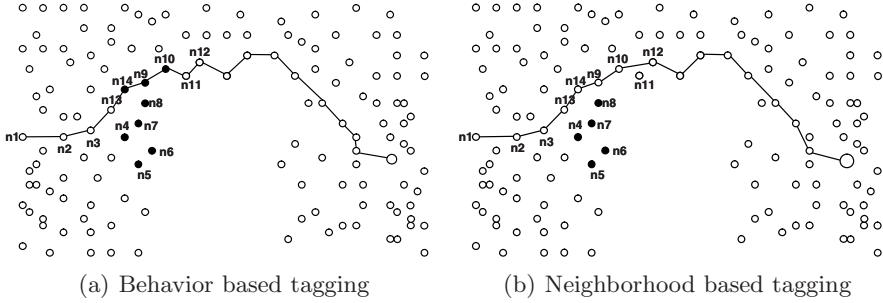 n12
n10
n9
n11
n14
n8
n13
n7
n1
n4
n2
n3
n6
n5
n10
n12
n14
n9
n11
n13
n8
n7
n1
n4
n2
n3
n6
n5
(a) Behavior based tagging
(b) Neighborhood based tagging